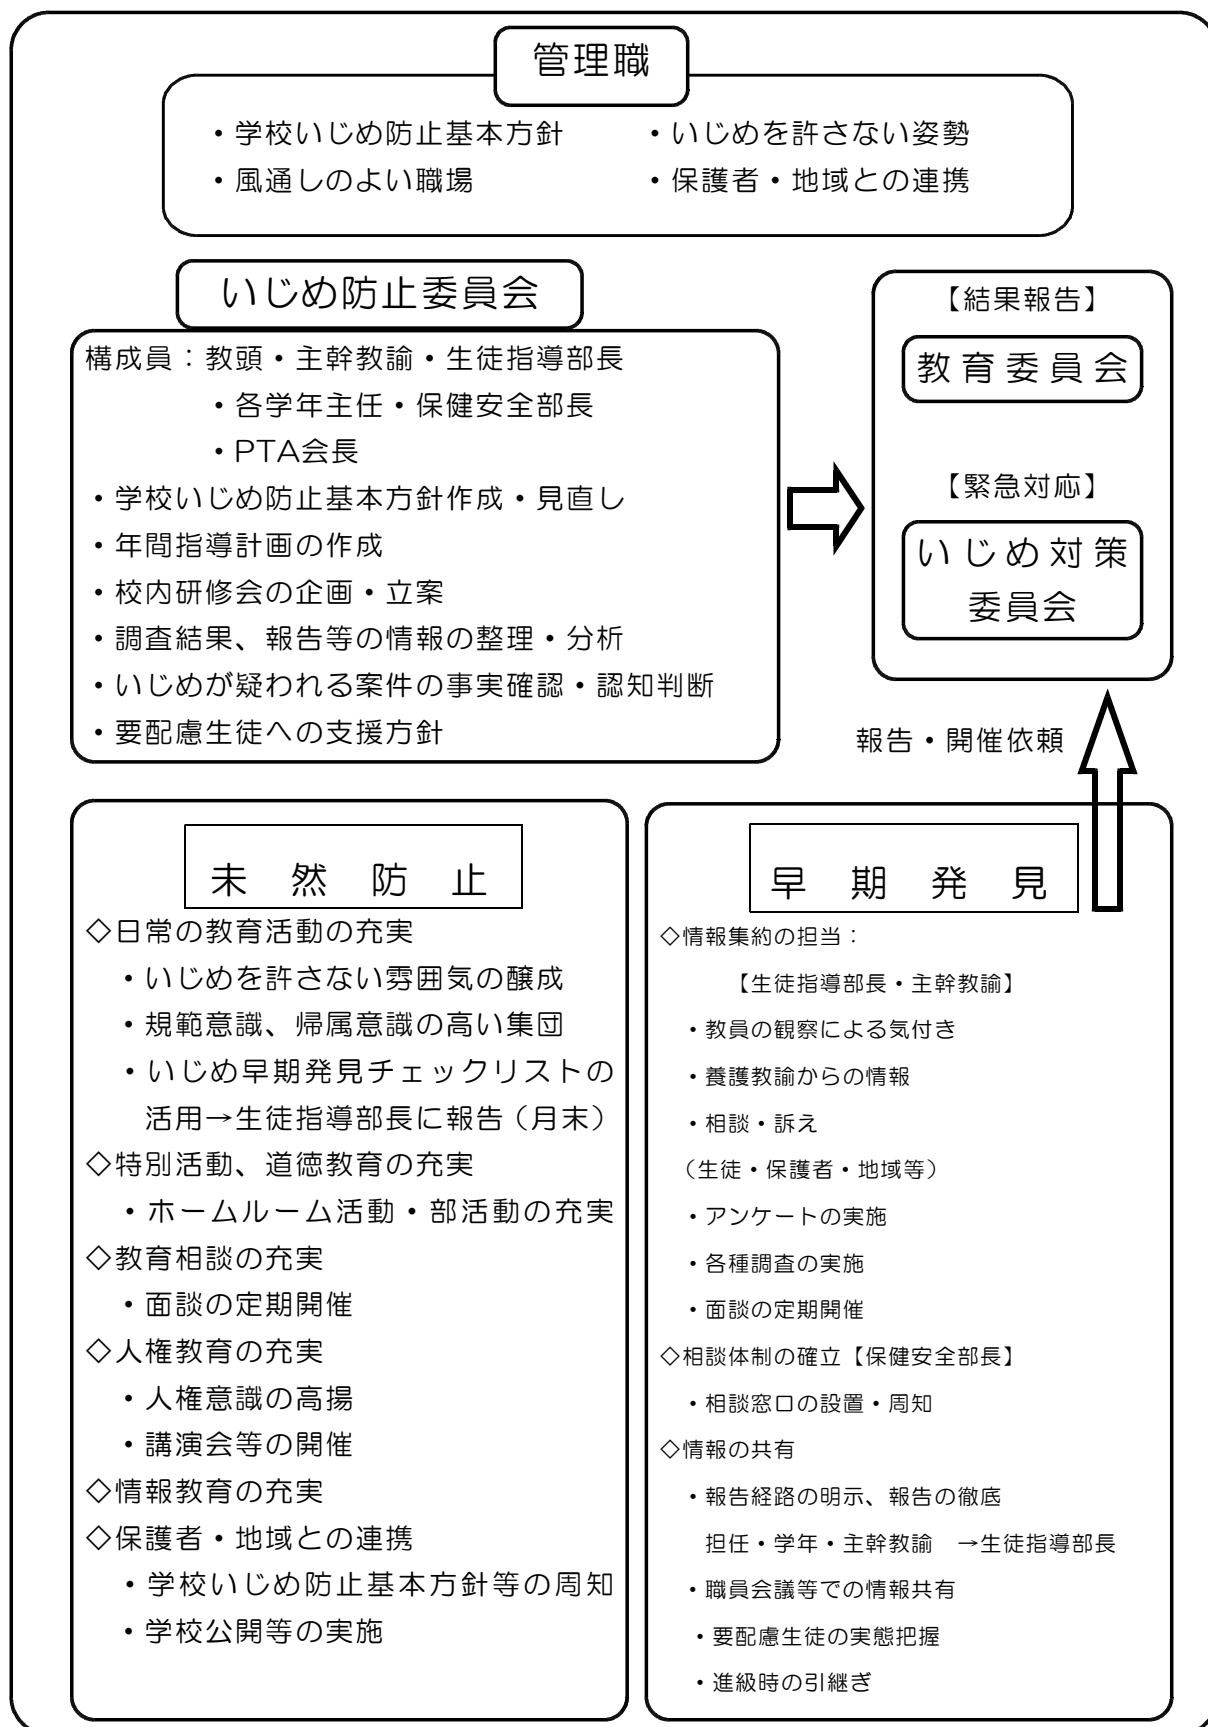 管理職
・学校いじめ防止基本方針　・いじめを許さない姿勢
・風通しのよい職場　・保護者・地域との連携
いじめ防止委員会
構成員：教頭・主幹教諭・生徒指導部長
・各学年主任・保健安全部長
・PTA会長
・学校いじめ防止基本方針作成・見直し
・年間指導計画の作成
・校内研修会の企画・立案
・調査結果、報告等の情報の整理・分析
・いじめが疑われる案件の事実確認・認知判断
・要配慮生徒への支援方針
【結果報告】
教育委員会
【緊急対応】
いじめ対策
委員会
報告・開催依頼
未然防止
◇日常の教育活動の充実
・いじめを許さない雰囲気の醸成
・規範意識、帰属意識の高い集団
・いじめ早期発見チェックリストの
活用→生徒指導部長に報告（月末）
◇特別活動、道徳教育の充実
・ホームルーム活動・部活動の充実
◇教育相談の充実
・面談の定期開催
◇人権教育の充実
・人権意識の高揚
・講演会等の開催
◇情報教育の充実
◇保護者・地域との連携
・学校いじめ防止基本方針等の周知
・学校公開等の実施
早期発見
◇情報集約の担当：
【生徒指導部長・主幹教諭】
・教員の観察による気付き
・養護教諭からの情報
・相談・訴え
（生徒・保護者・地域等）
・アンケートの実施
・各種調査の実施
・面談の定期開催
◇相談体制の確立【保健安全部長】
・相談窓口の設置・周知
◇情報の共有
・報告経路の明示、報告の徹底
担任・学年・主幹教諭　→生徒指導部長
・職員会議等での情報共有
・要配慮生徒の実態把握
・進級時の引継ぎ